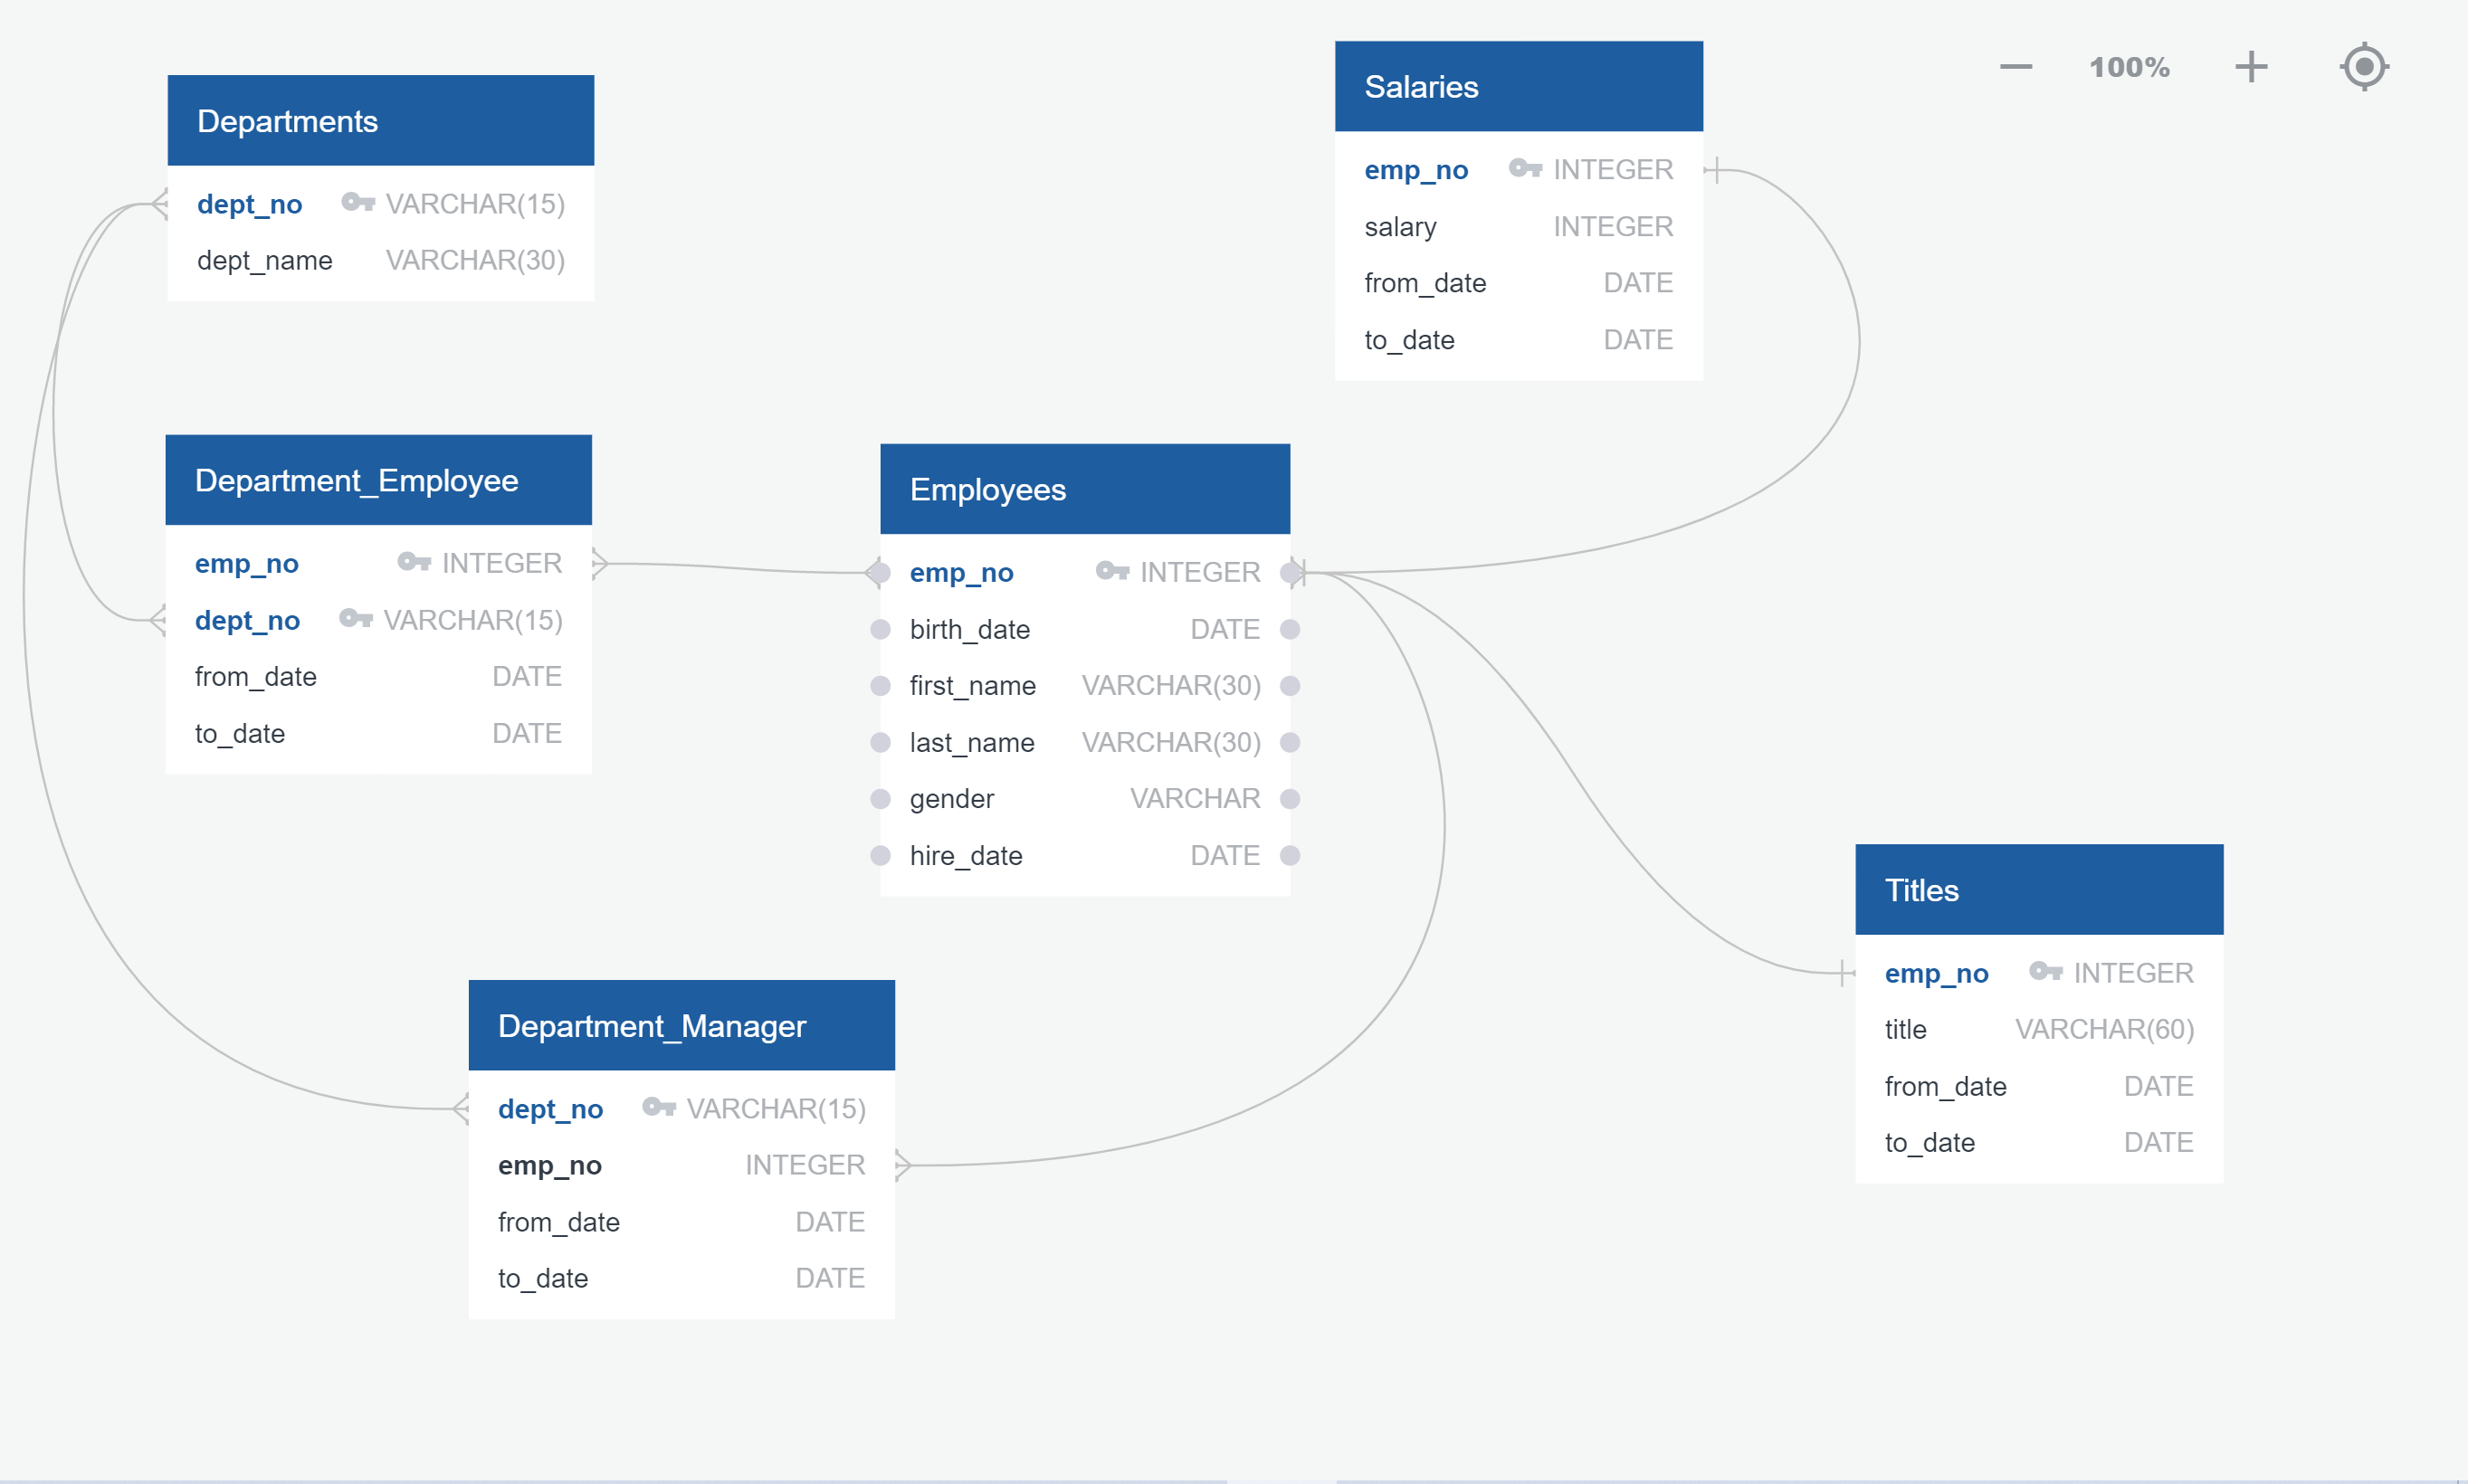 Departments
dept_no VARCHAR(15)
dept_name VARCHAR(30)
Salaries
emp_no INTEGER
salary INTEGER
from_date DATE
to_date DATE
100%
Department_Employee
emp_no INTEGER
dept_no VARCHAR(15)
from_date DATE
to_date DATE
Employees
emp_no INTEGER
birth_date DATE
first_name VARCHAR(30)
last_name VARCHAR(30)
gender VARCHAR
hire_date DATE
Titles
emp_no INTEGER
title VARCHAR(60)
from_date DATE
to_date DATE
Department_Manager
dept_no VARCHAR(15)
emp_no INTEGER
from_date DATE
to_date DATE